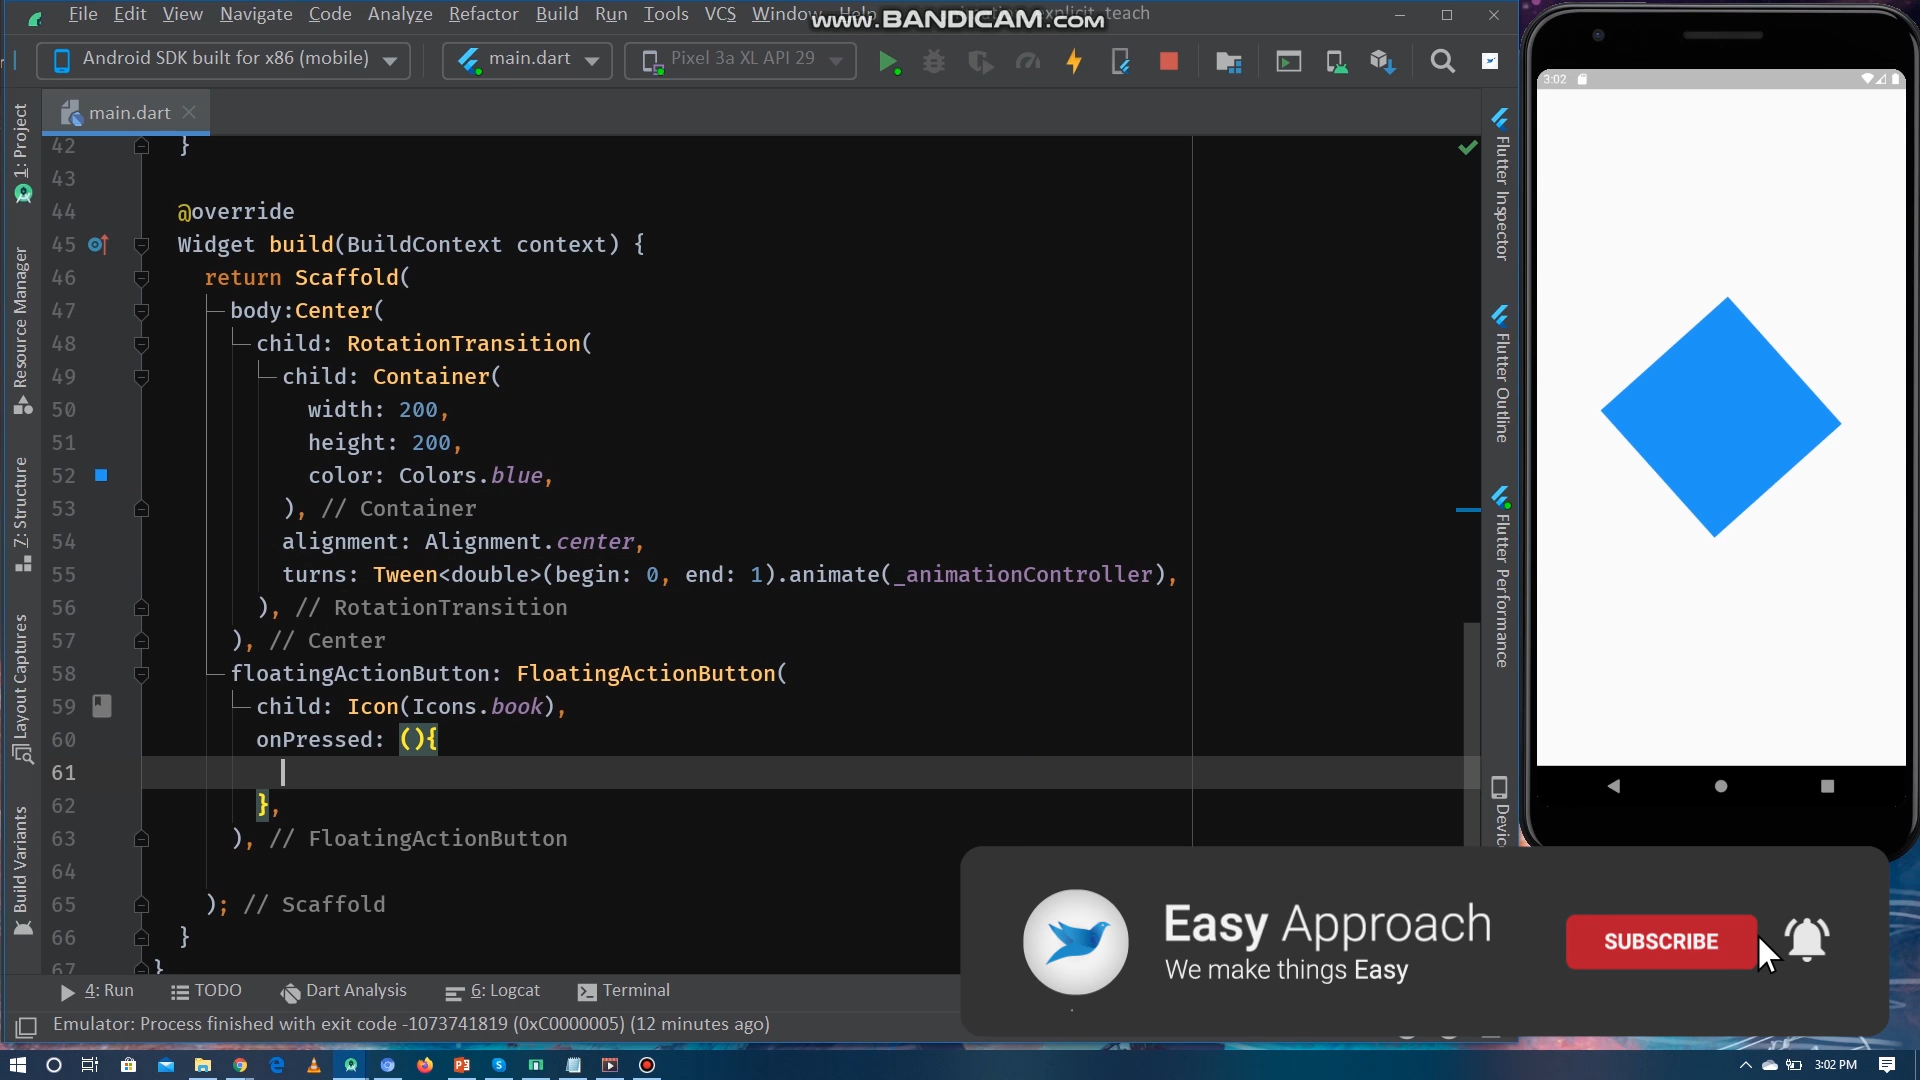 File Edit View Navigate Code Analyze Refactor Build Run Tools VCS Window Help
www.BANDICAM.com
Android SDK built for x86 (mobile)
main.dart
Pixel 3a XL API 29
main.dart
42 }
43
44 @override
45 Widget build(BuildContext context) {
46 return Scaffold(
47 body:Center(
48 child: RotationTransition(
49 child: Container(
50 width: 200,
51 height: 200,
52 color: Colors.blue,
53 ), // Container
54 alignment: Alignment.center,
55 turns: Tween<double>(begin: 0, end: 1).animate(_animationController),
56 ), // RotationTransition
57 ), // Center
58 floatingActionButton: FloatingActionButton(
59 child: Icon(Icons.book),
60 onPressed: (){
61
62 },
63 ), // FloatingActionButton
64
65 ); // Scaffold
66 }
67 }
1: Project
Resource Manager
7: Structure
Layout Captures
Build Variants
Flutter Inspector
Flutter Outline
Flutter Performance
3:02
Easy Approach
We make things Easy
SUBSCRIBE
4: Run
TODO
Dart Analysis
6: Logcat
Terminal
Emulator: Process finished with exit code -1073741819 (0xC0000005) (12 minutes ago)
3:02 PM